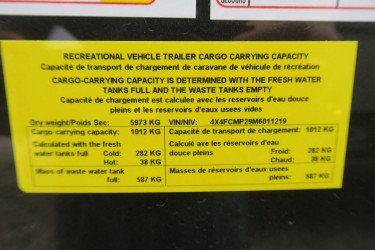 RECREATIONAL VEHICLE TRAILER CARGO CARRYING CAPACITY
Capacité de transport de chargement de caravane de véhicule de récréation
CARGO-CARRYING CAPACITY IS DETERMINED WITH THE FRESH WATER
TANKS FULL AND THE WASTE TANKS EMPTY
Capacité de chargement est calculee avec les reservoirs d'eau douce
pleins et les reservoirs d'eaux usees vides
Dry weight/Poids Sec: 5973 KG VIN/NIV: 4X4FCMP29M6011219
Cargo carrying capacity: 1012 KG
Calculated with the fresh
water tanks full Cold: 282 KG
Hot: 38 KG
Mass of waste water tank
full: 587 KG
Capacité de transport de chargement: 1012 KG
Calculé ave les réservoirs d'eau
douce pleins Froid: 282 KG
Chaud: 38 KG
Masses de réservoirs d'eaux usees
pleins: 587 KG